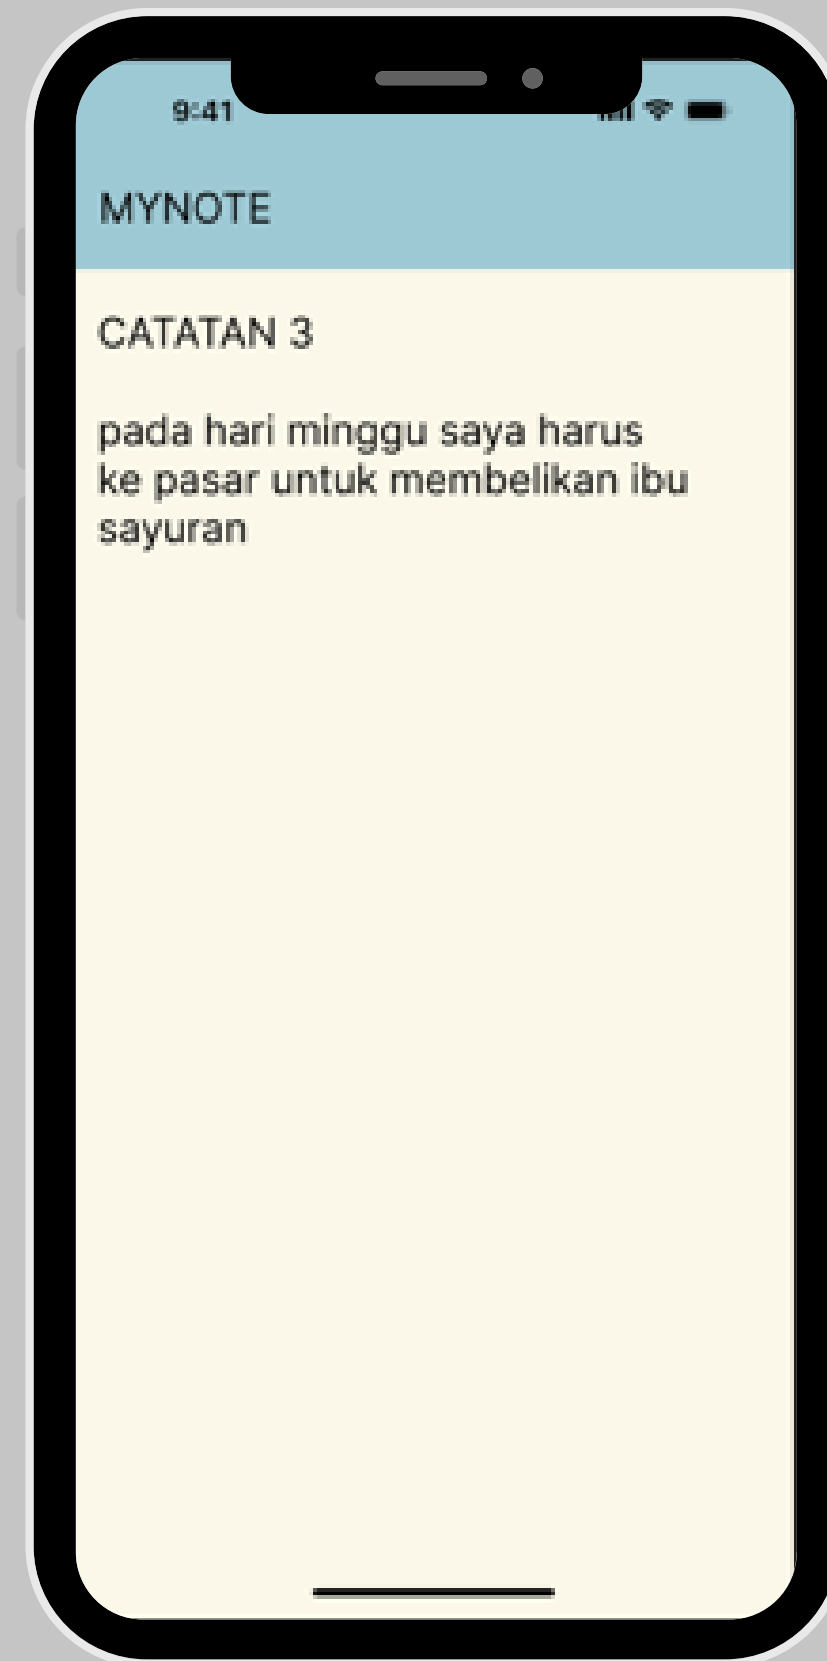 9:41
MYNOTE
CATATAN 3
pada hari minggu saya harus
ke pasar untuk membelikan ibu
sayuran